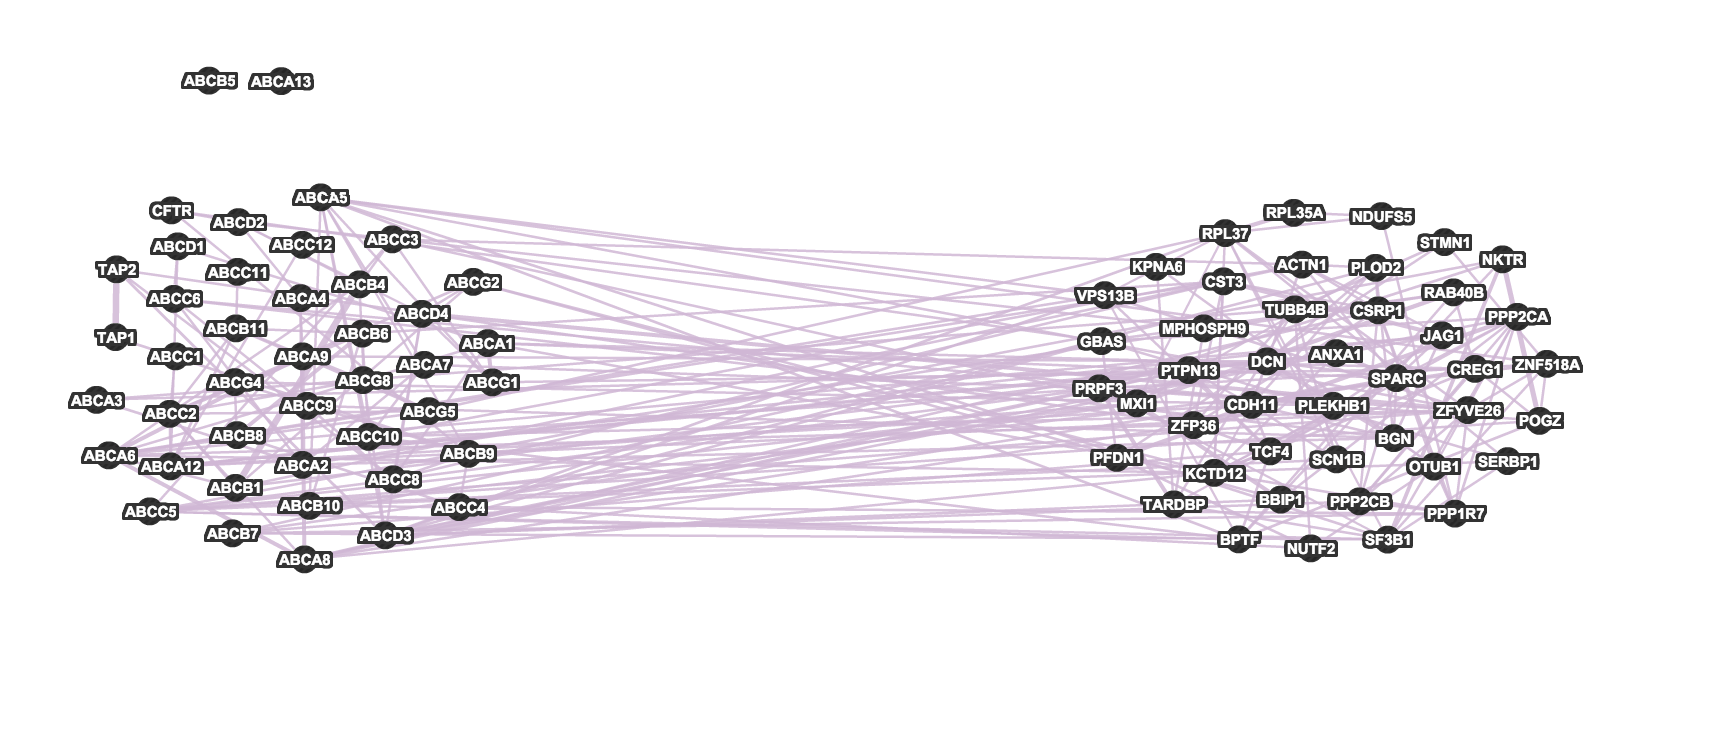 ABCB5
ABCA13
ABCA5
CFTR
ABCD2
ABCC3
ABCD1
ABCC12
TAP2
ABCC11
ABCG2
ABCB4
ABCC6
ABCA4
ABCD4
ABCB11
ABCB6
TAP1
ABCA1
ABCC1
ABCA9
ABCA7
ABCG4
ABCG8
ABCG1
ABCA3
ABCC9
ABCC2
ABCG5
ABCB8
ABCC10
ABCA6
ABCB9
ABCA12
ABCA2
ABCC8
ABCB1
ABCB10
ABCC4
ABCC5
ABCB7
ABCD3
ABCA8
RPL35A
NDUFS5
RPL37
STMN1
NKTR
KPNA6
ACTN1
PLOD2
CST3
VPS13B
RAB40B
TUBB4B
CSRP1
PPP2CA
MPHOSPH9
JAG1
GBAS
ANXA1
DCN
ZNF518A
PTPN13
CREG1
SPARC
PRPF3
MXI1
CDH11
PLEKHB1
ZFYVE26
POGZ
ZFP36
BGN
TCF4
PFDN1
SCN1B
SERBP1
OTUB1
KCTD12
BBIP1
PPP2CB
TARDBP
PPP1R7
BPTF
SF3B1
NUTF2